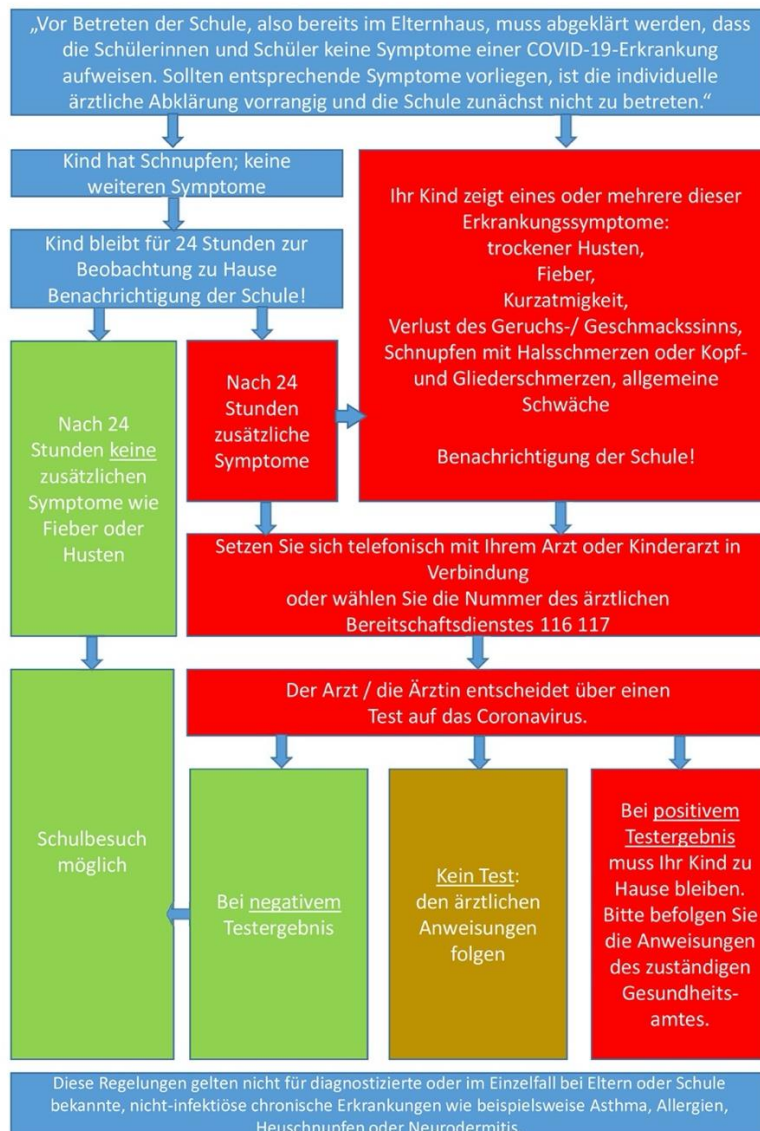 „Vor Betreten der Schule, also bereits im Elternhaus, muss abgeklärt werden, dass
die Schülerinnen und Schüler keine Symptome einer COVID-19-Erkrankung
aufweisen. Sollten entsprechende Symptome vorliegen, ist die individuelle
ärztliche Abklärung vorrangig und die Schule zunächst nicht zu betreten.“
Kind hat Schnupfen; keine
weiteren Symptome
Kind bleibt für 24 Stunden zur
Beobachtung zu Hause
Benachrichtigung der Schule!
Ihr Kind zeigt eines oder mehrere dieser
Erkrankungssymptome:
trockener Husten,
Fieber,
Kurzatmigkeit,
Verlust des Geruchs-/ Geschmackssinns,
Schnupfen mit Halsschmerzen oder Kopf-
und Gliederschmerzen, allgemeine
Schwäche
Benachrichtigung der Schule!
Nach 24
Stunden keine
zusätzlichen
Symptome wie
Fieber oder
Husten
Nach 24
Stunden
zusätzliche
Symptome
Setzen Sie sich telefonisch mit Ihrem Arzt oder Kinderarzt in
Verbindung
oder wählen Sie die Nummer des ärztlichen
Bereitschaftsdienstes 116 117
Der Arzt / die Ärztin entscheidet über einen
Test auf das Coronavirus.
Schulbesuch
möglich
Bei negativem
Testergebnis
Kein Test:
den ärztlichen
Anweisungen
folgen
Bei positivem
Testergebnis
muss Ihr Kind zu
Hause bleiben.
Bitte befolgen Sie
die Anweisungen
des zuständigen
Gesundheits-
amtes.
Diese Regelungen gelten nicht für diagnostizierte oder im Einzelfall bei Eltern oder Schule
bekannte, nicht-infektiöse chronische Erkrankungen wie beispielsweise Asthma, Allergien,
Heuschnupfen oder Neurodermitis